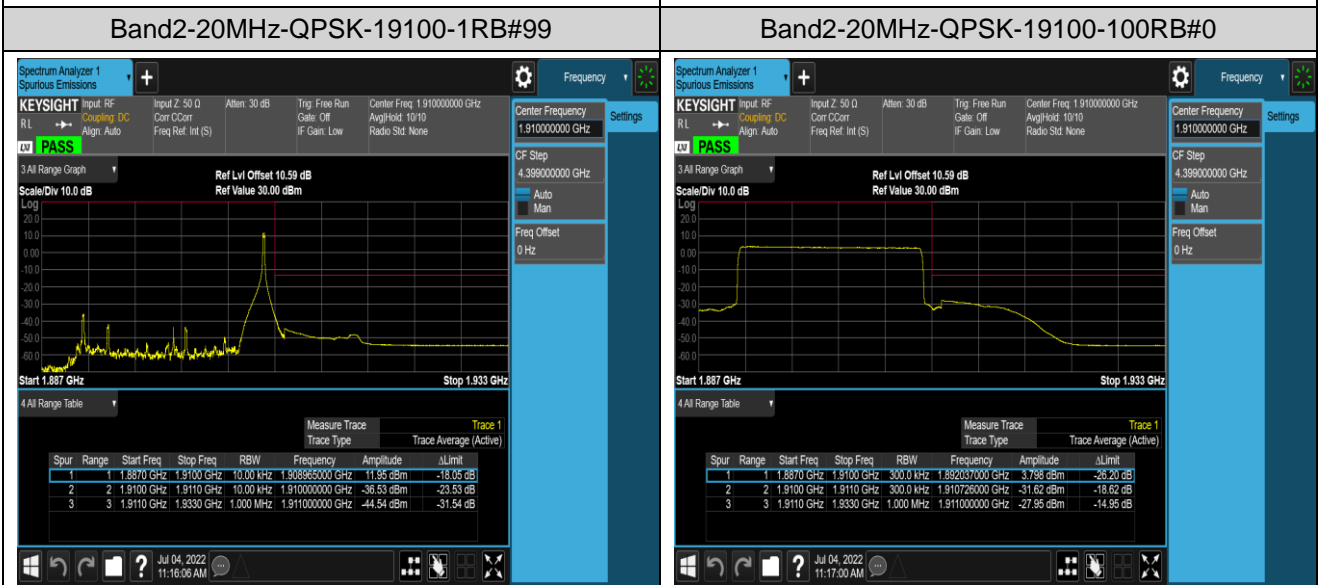 Band2-20MHz-QPSK-19100-1RB#99
Spectrum Analyzer 1
Spurious Emissions
+
Frequency
KEYSIGHT
RL
Input: RF
Coupling: DC
Align: Auto
Input Z: 50 Ω
Corr CCorr
Freq Ref: Int (S)
Atten: 30 dB
Trig: Free Run
Gate: Off
IF Gain: Low
Center Freq: 1.910000000 GHz
Avg|Hold: 10/10
Radio Std: None
LXI PASS
3 All Range Graph
Ref Lvl Offset 10.59 dB
Scale/Div 10.0 dB
Ref Value 30.00 dBm
Log
20.0
10.0
0.00
-10.0
-20.0
-30.0
-40.0
-50.0
-60.0
Start 1.887 GHz
Stop 1.933 GHz
4 All Range Table
Measure Trace Trace 1
Trace Type Trace Average (Active)
Spur Range Start Freq Stop Freq RBW Frequency Amplitude ΔLimit
1 1 1.8870 GHz 1.9100 GHz 10.00 kHz 1.908965000 GHz 11.95 dBm -18.05 dB
2 2 1.9100 GHz 1.9110 GHz 10.00 kHz 1.910000000 GHz -36.53 dBm -23.53 dB
3 3 1.9110 GHz 1.9330 GHz 1.000 MHz 1.911000000 GHz -44.54 dBm -31.54 dB
Center Frequency
1.910000000 GHz
Settings
CF Step
4.399000000 GHz
Auto
Man
Freq Offset
0 Hz
?
Jul 04, 2022
11:16:06 AM
Band2-20MHz-QPSK-19100-100RB#0
Spectrum Analyzer 1
Spurious Emissions
+
Frequency
KEYSIGHT
RL
Input: RF
Coupling: DC
Align: Auto
Input Z: 50 Ω
Corr CCorr
Freq Ref: Int (S)
Atten: 30 dB
Trig: Free Run
Gate: Off
IF Gain: Low
Center Freq: 1.910000000 GHz
Avg|Hold: 10/10
Radio Std: None
LXI PASS
3 All Range Graph
Ref Lvl Offset 10.59 dB
Scale/Div 10.0 dB
Ref Value 30.00 dBm
Log
20.0
10.0
0.00
-10.0
-20.0
-30.0
-40.0
-50.0
-60.0
Start 1.887 GHz
Stop 1.933 GHz
4 All Range Table
Measure Trace Trace 1
Trace Type Trace Average (Active)
Spur Range Start Freq Stop Freq RBW Frequency Amplitude ΔLimit
1 1 1.8870 GHz 1.9100 GHz 300.0 kHz 1.892037000 GHz 3.798 dBm -26.20 dB
2 2 1.9100 GHz 1.9110 GHz 300.0 kHz 1.910726000 GHz -31.62 dBm -18.62 dB
3 3 1.9110 GHz 1.9330 GHz 1.000 MHz 1.911000000 GHz -27.95 dBm -14.95 dB
Center Frequency
1.910000000 GHz
Settings
CF Step
4.399000000 GHz
Auto
Man
Freq Offset
0 Hz
?
Jul 04, 2022
11:17:00 AM